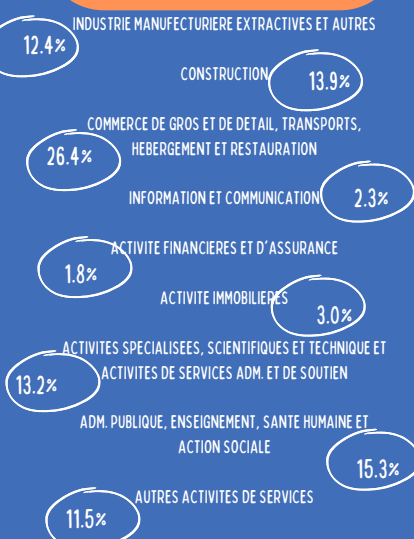 INDUSTRIE MANUFECTURIERE EXTRACTIVES ET AUTRES
12.4%
CONSTRUCTION
13.9%
COMMERCE DE GROS ET DE DETAIL, TRANSPORTS,
HEBERGEMENT ET RESTAURATION
26.4%
INFORMATION ET COMMUNICATION
2.3%
ACTIVITE FINANCIERES ET D'ASSURANCE
1.8%
ACTIVITE IMMOBILIERES
3.0%
ACTIVITES SPECIALISEES, SCIENTIFIQUES ET TECHNIQUE ET
ACTIVITES DE SERVICES ADM. ET DE SOUTIEN
13.2%
ADM. PUBLIQUE, ENSEIGNEMENT, SANTE HUMAINE ET
ACTION SOCIALE
15.3%
AUTRES ACTIVITES DE SERVICES
11.5%